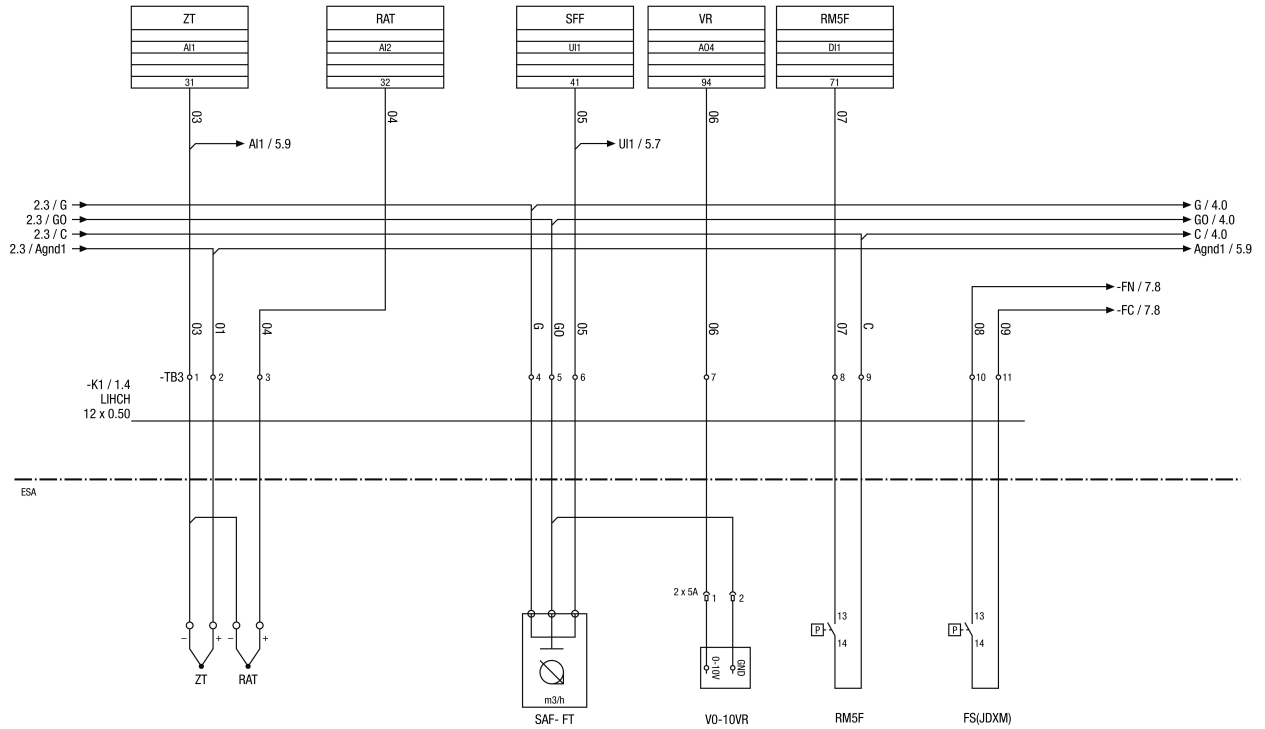 ZT
RAT
SFF
VR
RM5F
AI1
AI2
UI1
AO4
DI1
31
32
41
94
71
03
04
05
06
07
AI1 / 5.9
UI1 / 5.7
2.3 / G
2.3 / GO
2.3 / C
2.3 / Agnd1
G / 4.0
GO / 4.0
C / 4.0
Agnd1 / 5.9
-FN / 7.8
-FC / 7.8
03
01
04
G
GO
05
06
07
C
08
09
-TB3
1
2
3
4
5
6
7
8
9
10
11
-K1 / 1.4
LIHCH
12 x 0.50
ESA
2 x 5A
1
2
13
P
14
13
P
14
–
+
–
+
0-10V
GND
ZT
RAT
m3/h
SAF- FT
V0-10VR
RM5F
FS(JDXM)